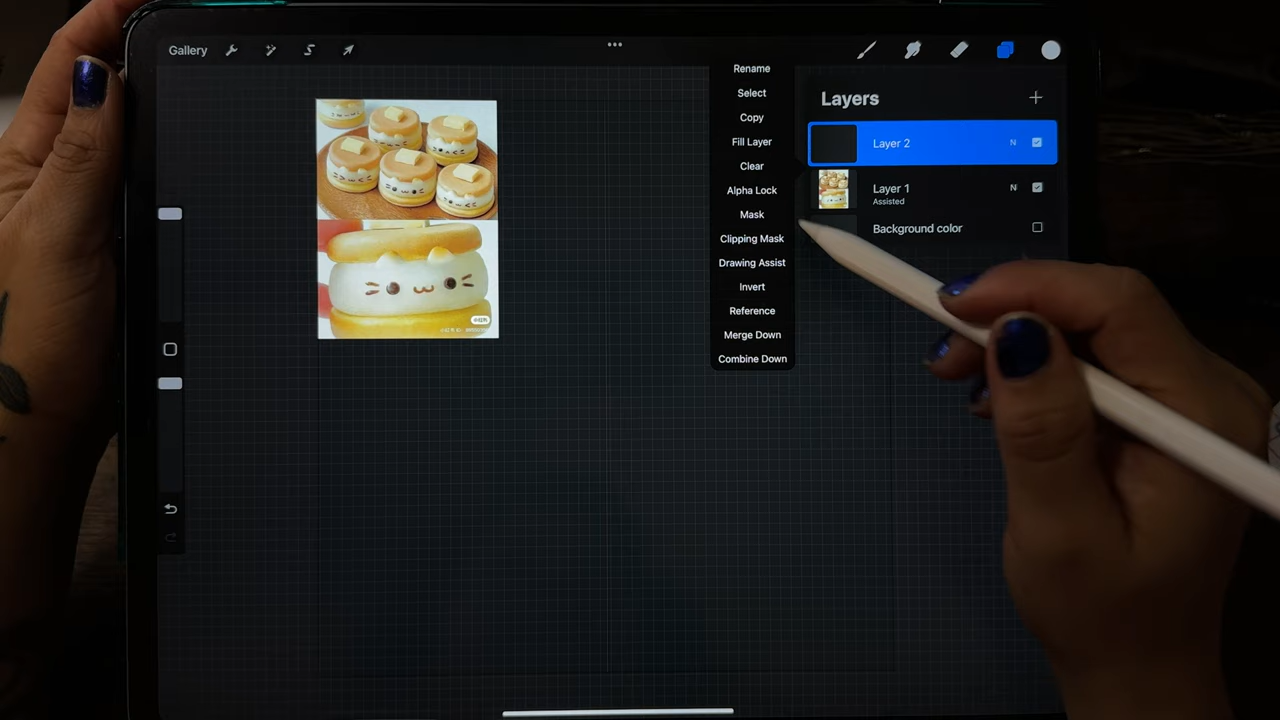 Gallery
Rename
Select
Copy
Fill Layer
Clear
Alpha Lock
Mask
Clipping Mask
Drawing Assist
Invert
Reference
Merge Down
Combine Down
Layers
Layer 2 N
Layer 1 N
Assisted
Background color